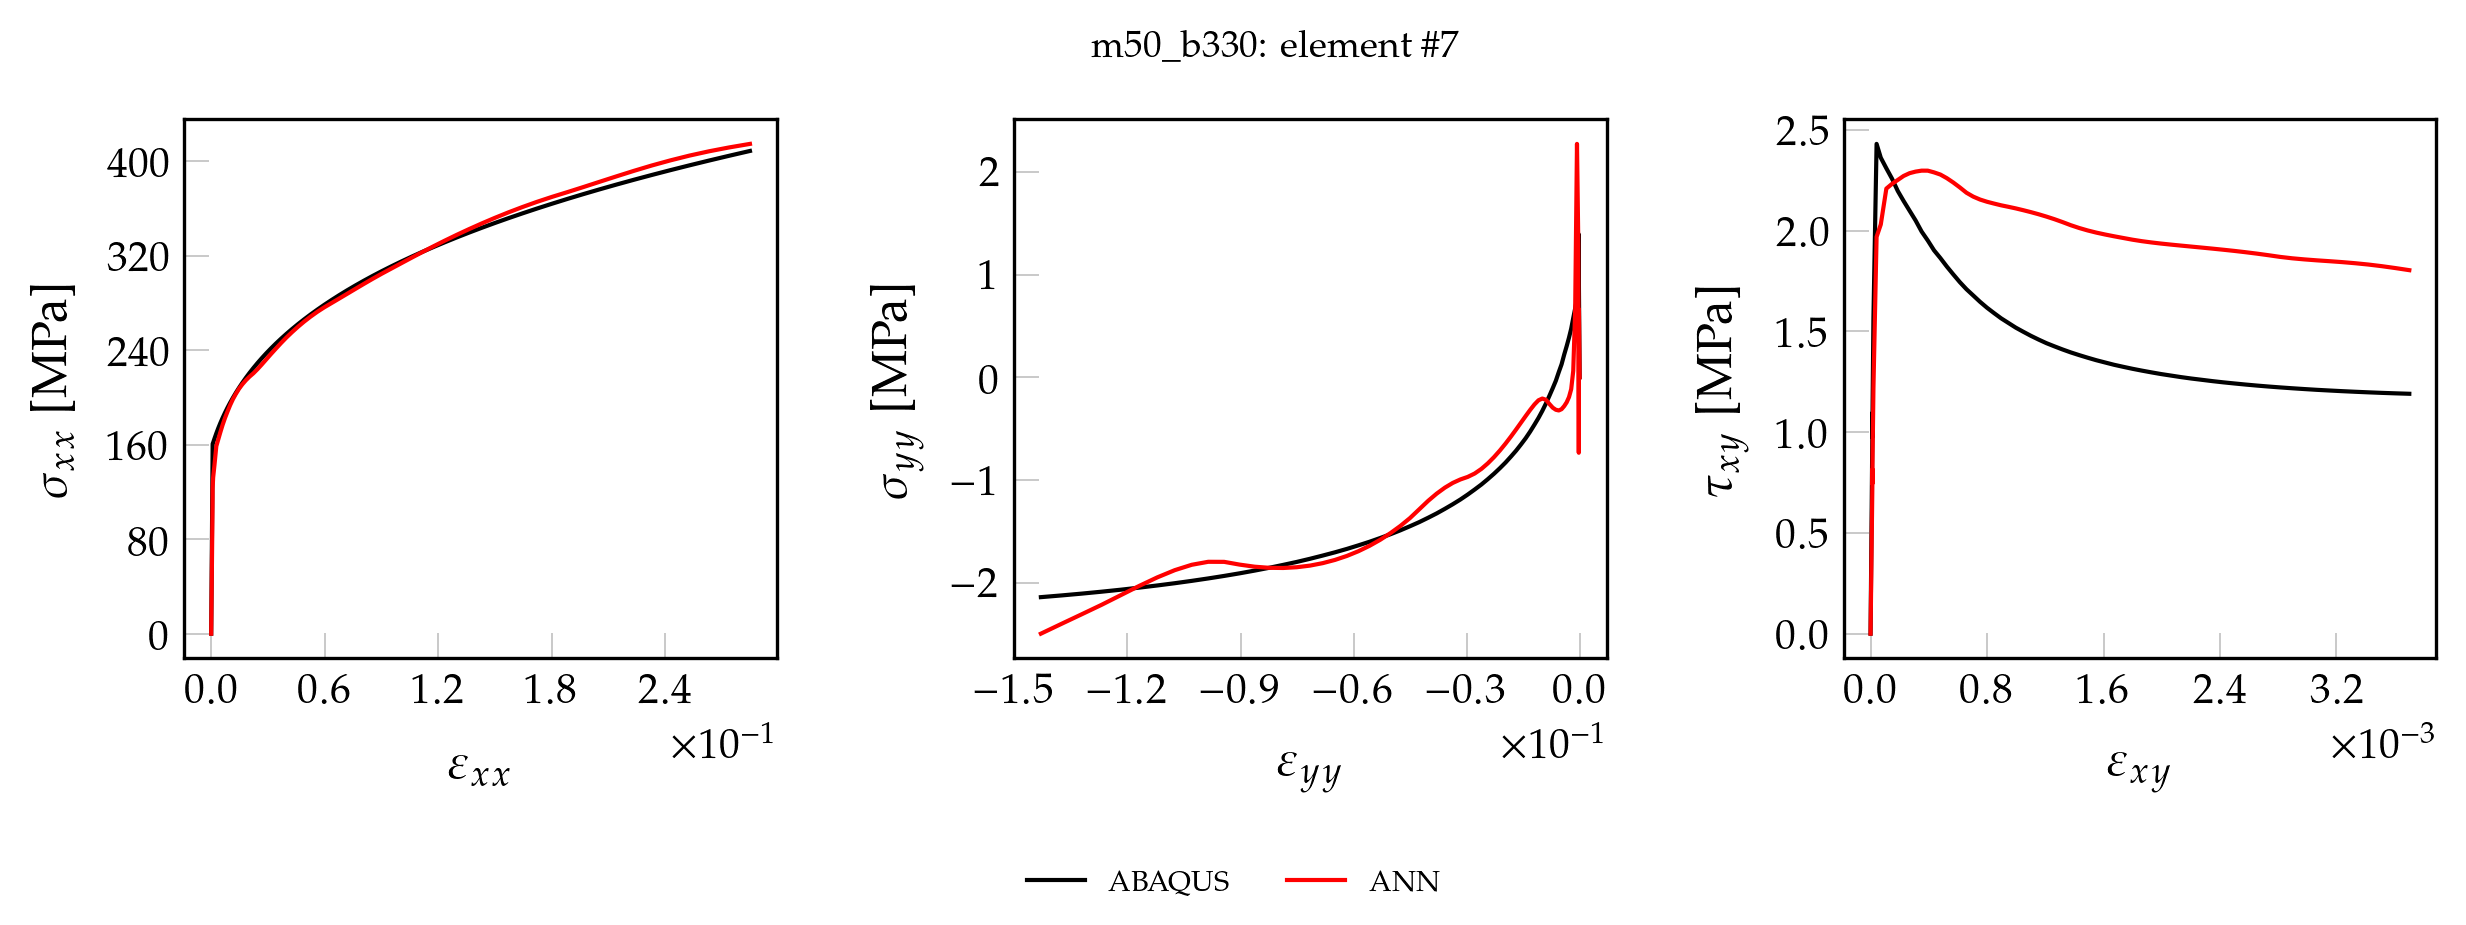 m50_b330: element #7
σxx [MPa]
400
320
240
160
80
0
0.0 0.6 1.2 1.8 2.4
×10−1
εxx
σyy [MPa]
2
1
0
−1
−2
−1.5 −1.2 −0.9 −0.6 −0.3 0.0
×10−1
εyy
τxy [MPa]
2.5
2.0
1.5
1.0
0.5
0.0
0.0 0.8 1.6 2.4 3.2
×10−3
εxy
ABAQUS ANN